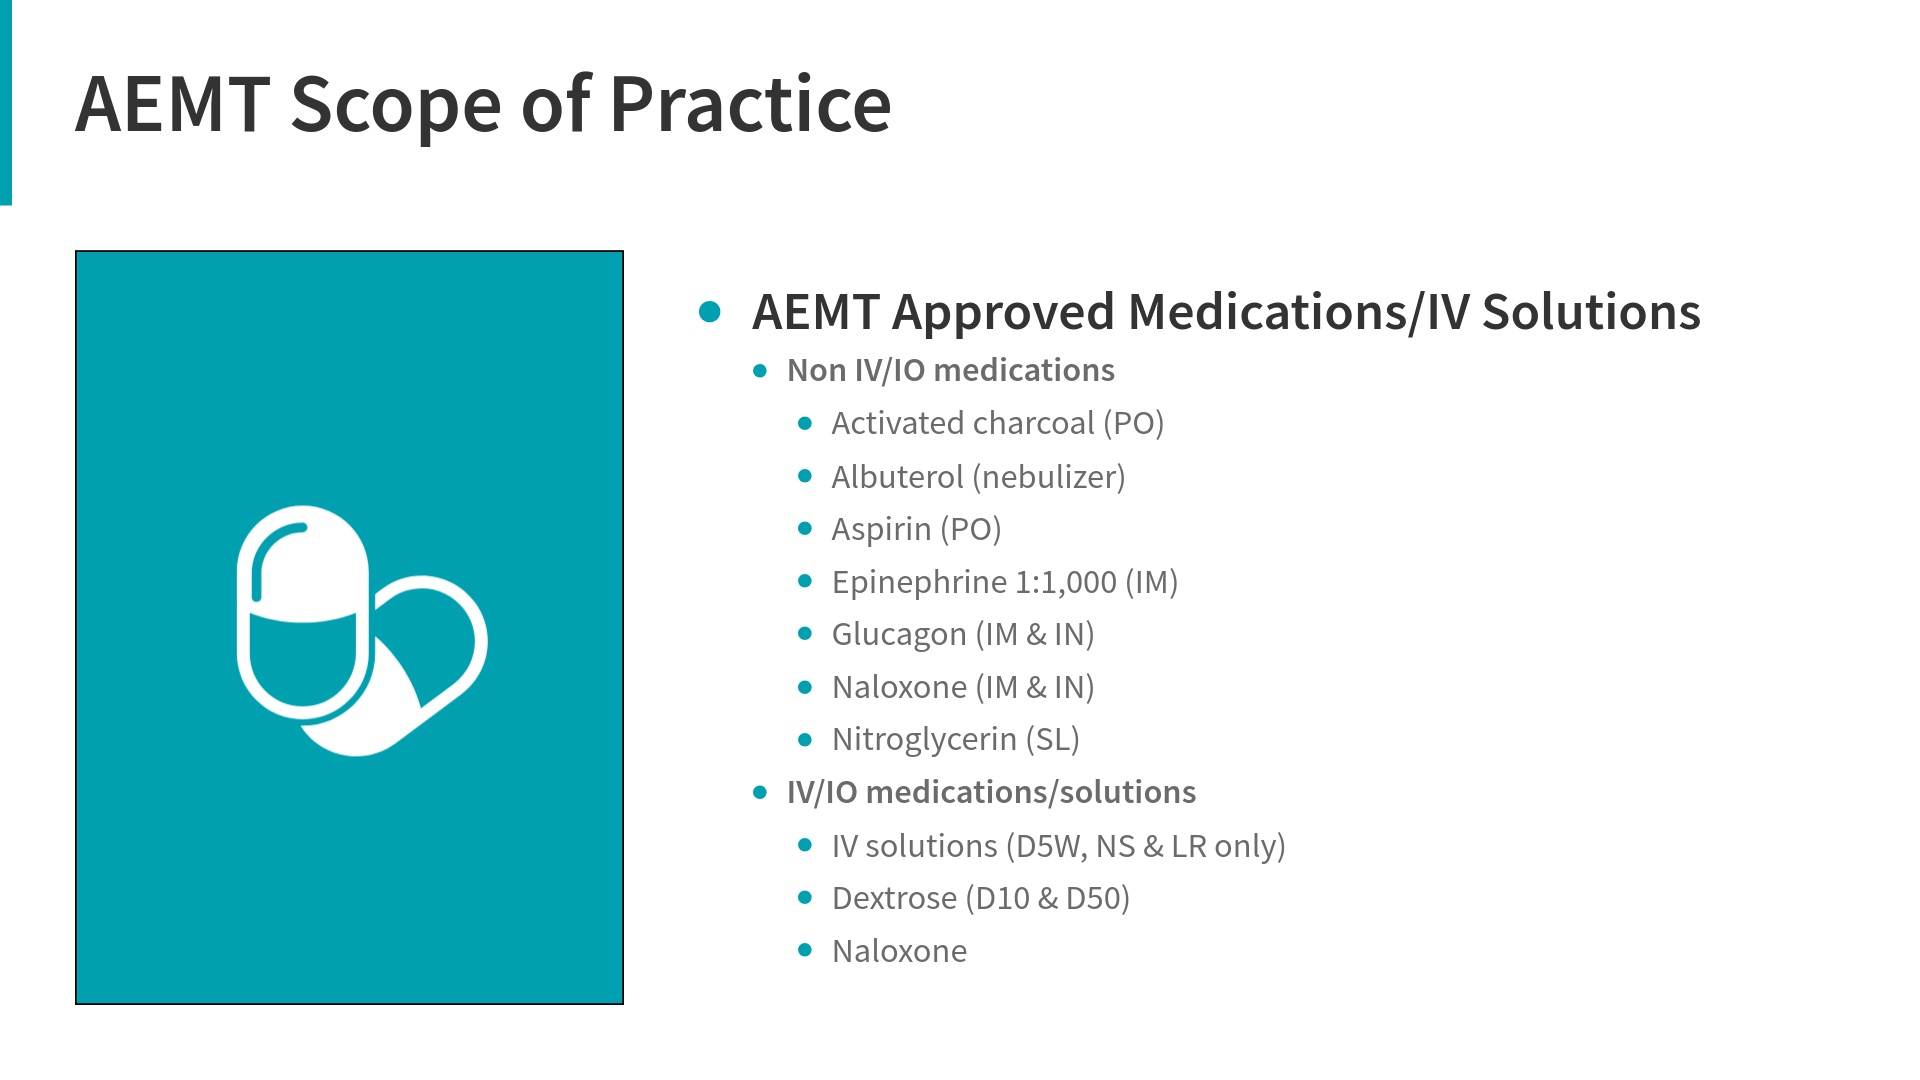 AEMT Scope of Practice
AEMT Approved Medications/IV Solutions
Non IV/IO medications
Activated charcoal (PO)
Albuterol (nebulizer)
Aspirin (PO)
Epinephrine 1:1,000 (IM)
Glucagon (IM & IN)
Naloxone (IM & IN)
Nitroglycerin (SL)
IV/IO medications/solutions
IV solutions (D5W, NS & LR only)
Dextrose (D10 & D50)
Naloxone